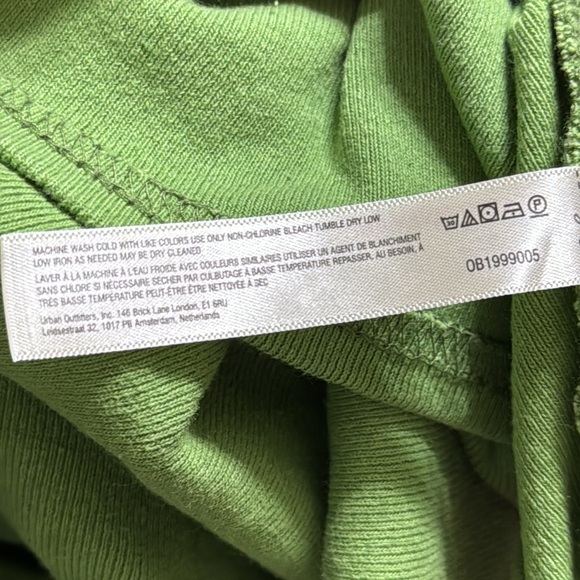 MACHINE WASH COLD WITH LIKE COLORS USE ONLY NON-CHLORINE BLEACH TUMBLE DRY LOW
LOW IRON AS NEEDED MAY BE DRY CLEANED
LAVER À LA MACHINE À L'EAU FROIDE AVEC COULEURS SIMILAIRES UTILISER UN AGENT DE BLANCHIMENT
SANS CHLORE SI NÉCESSAIRE SÉCHER PAR CULBUTAGE À BASSE TEMPÉRATURE REPASSER, AU BESOIN, À
TRÈS BASSE TEMPÉRATURE PEUT-ÊTRE ÊTRE NETTOYÉE À SEC
Urban Outfitters, Inc. 146 Brick Lane London, E1 6RU
Leidsestraat 32, 1017 PB Amsterdam, Netherlands
P
OB1999005